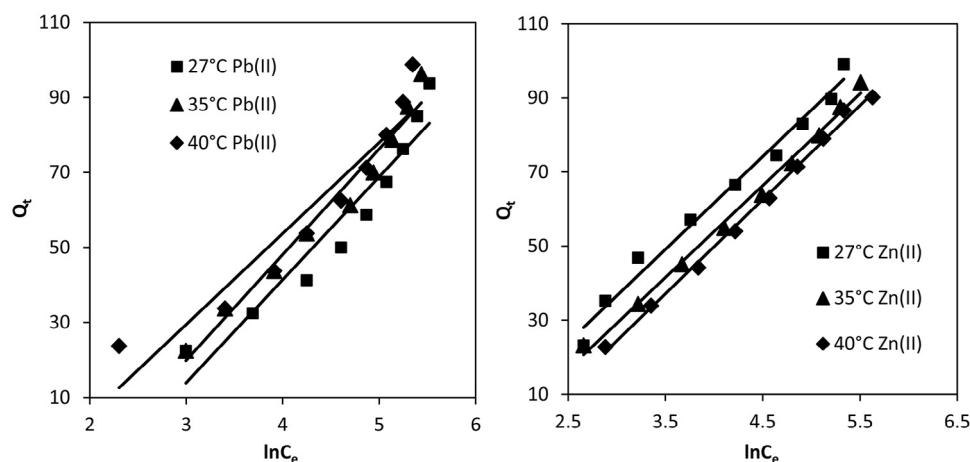 110
90
70
50
30
10
Qt
27°C Pb(II)
35°C Pb(II)
40°C Pb(II)
2 3 4 5 6
lnCe
110
90
70
50
30
10
27°C Zn(II)
35°C Zn(II)
40°C Zn(II)
2.5 3.5 4.5 5.5 6.5
lnCe